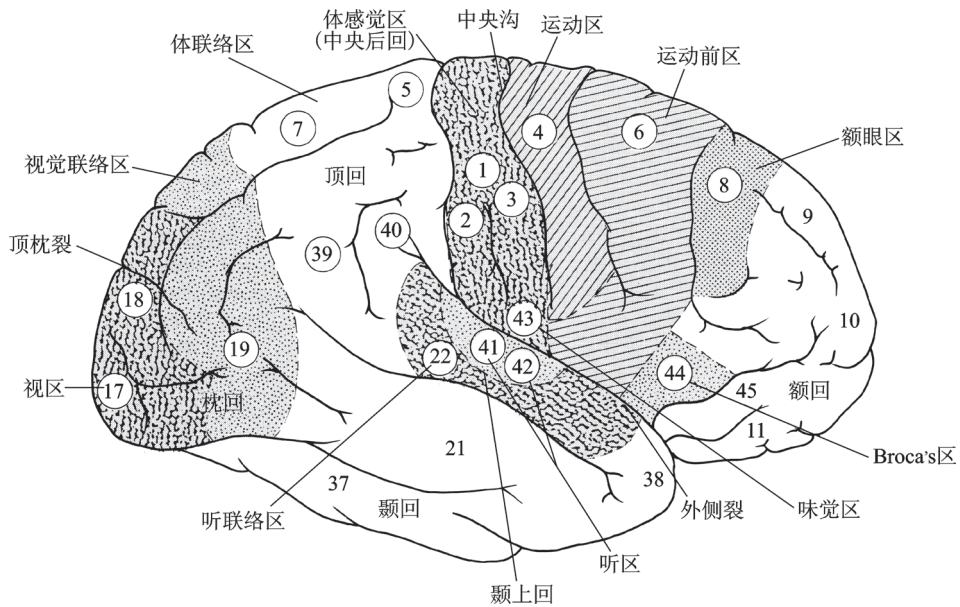 体感觉区
(中央后回)
中央沟
运动区
体联络区
运动前区
5
7
4
6
额眼区
视觉联络区
顶回
1
8
3
9
2
40
顶枕裂
39
18
43
10
19
41
22
42
44
视区
17
枕回
45
额回
11
21
Broca's区
37
38
颞回
听联络区
外侧裂
味觉区
听区
颞上回